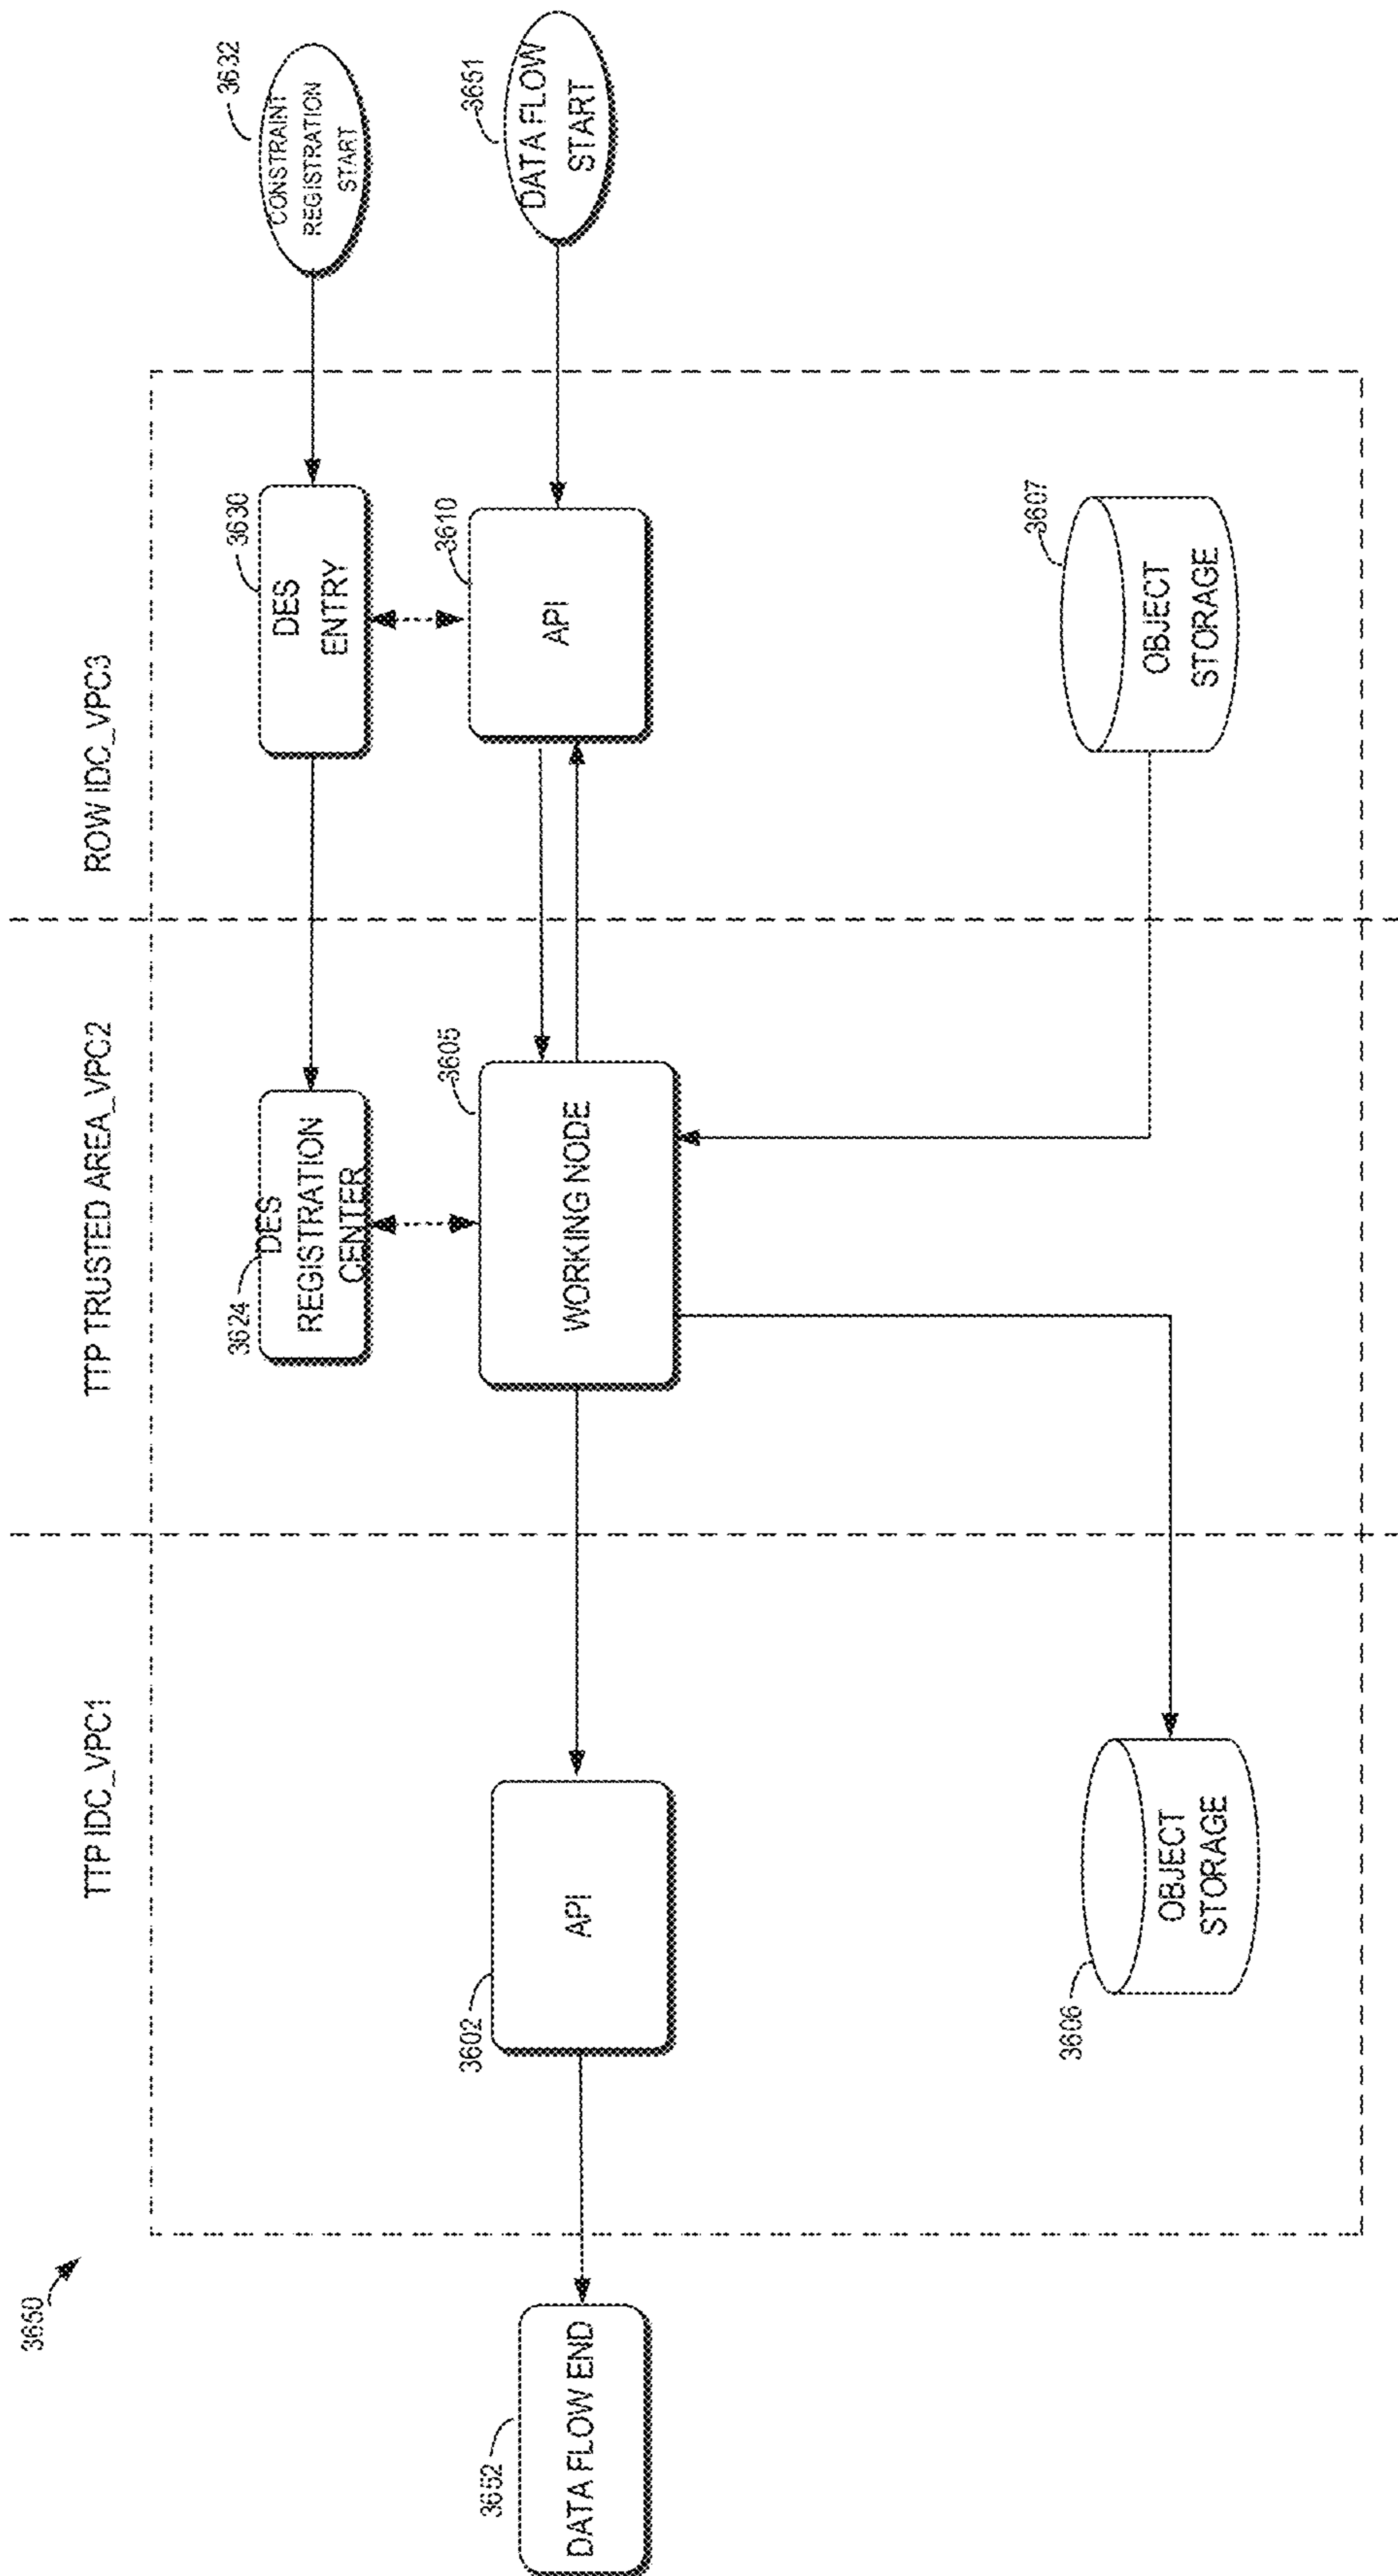 3650
TTP IDC_VPC1
TTP TRUSTED AREA_VPC2
ROW IDC_VPC3
3624
DES
REGISTRATION
CENTER
3630
DES
ENTRY
3632
CONSTRAINT
REGISTRATION
START
3652
DATA FLOW END
3602
API
3605
WORKING NODE
3610
API
3651
DATA FLOW
START
3606
OBJECT
STORAGE
3607
OBJECT
STORAGE